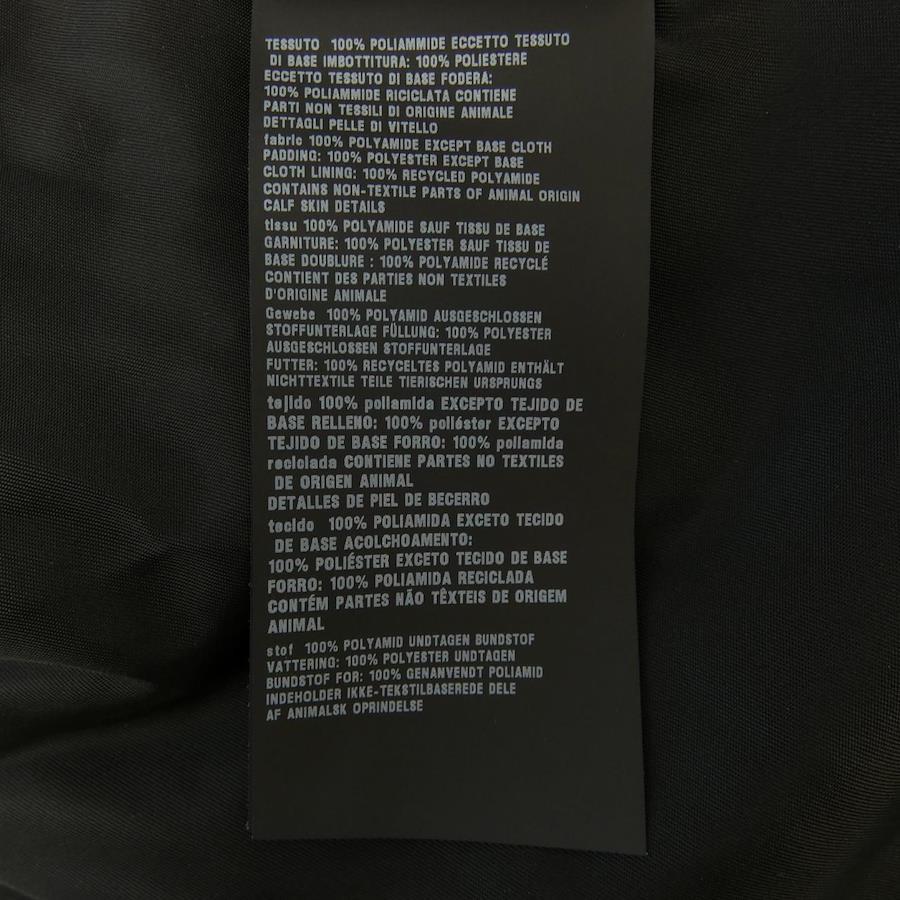 TESSUTO 100% POLIAMMIDE ECCETTO TESSUTO
DI BASE IMBOTTITURA: 100% POLIESTERE
ECCETTO TESSUTO DI BASE FODERA:
100% POLIAMMIDE RICICLATA CONTIENE
PARTI NON TESSILI DI ORIGINE ANIMALE
DETTAGLI PELLE DI VITELLO
fabric 100% POLYAMIDE EXCEPT BASE CLOTH
PADDING: 100% POLYESTER EXCEPT BASE
CLOTH LINING: 100% RECYCLED POLYAMIDE
CONTAINS NON-TEXTILE PARTS OF ANIMAL ORIGIN
CALF SKIN DETAILS
tissu 100% POLYAMIDE SAUF TISSU DE BASE
GARNITURE: 100% POLYESTER SAUF TISSU DE
BASE DOUBLURE : 100% POLYAMIDE RECYCLÉ
CONTIENT DES PARTIES NON TEXTILES
D'ORIGINE ANIMALE
Gewebe 100% POLYAMID AUSGESCHLOSSEN
STOFFUNTERLAGE FÜLLUNG: 100% POLYESTER
AUSGESCHLOSSEN STOFFUNTERLAGE
FUTTER: 100% RECYCELTES POLYAMID ENTHÄLT
NICHTTEXTILE TEILE TIERISCHEN URSPRUNGS
tejido 100% poliamida EXCEPTO TEJIDO DE
BASE RELLENO: 100% poliéster EXCEPTO
TEJIDO DE BASE FORRO: 100% poliamida
reciclada CONTIENE PARTES NO TEXTILES
DE ORIGEN ANIMAL
DETALLES DE PIEL DE BECERRO
tecido 100% POLIAMIDA EXCETO TECIDO
DE BASE ACOLCHOAMENTO:
100% POLIÉSTER EXCETO TECIDO DE BASE
FORRO: 100% POLIAMIDA RECICLADA
CONTÉM PARTES NÃO TÊXTEIS DE ORIGEM
ANIMAL
stof 100% POLYAMID UNDTAGEN BUNDSTOF
VATTERING: 100% POLYESTER UNDTAGEN
BUNDSTOF FOR: 100% GENANVENDT POLIAMID
INDEHOLDER IKKE-TEKSTILBASEREDE DELE
AF ANIMALSK OPRINDELSE